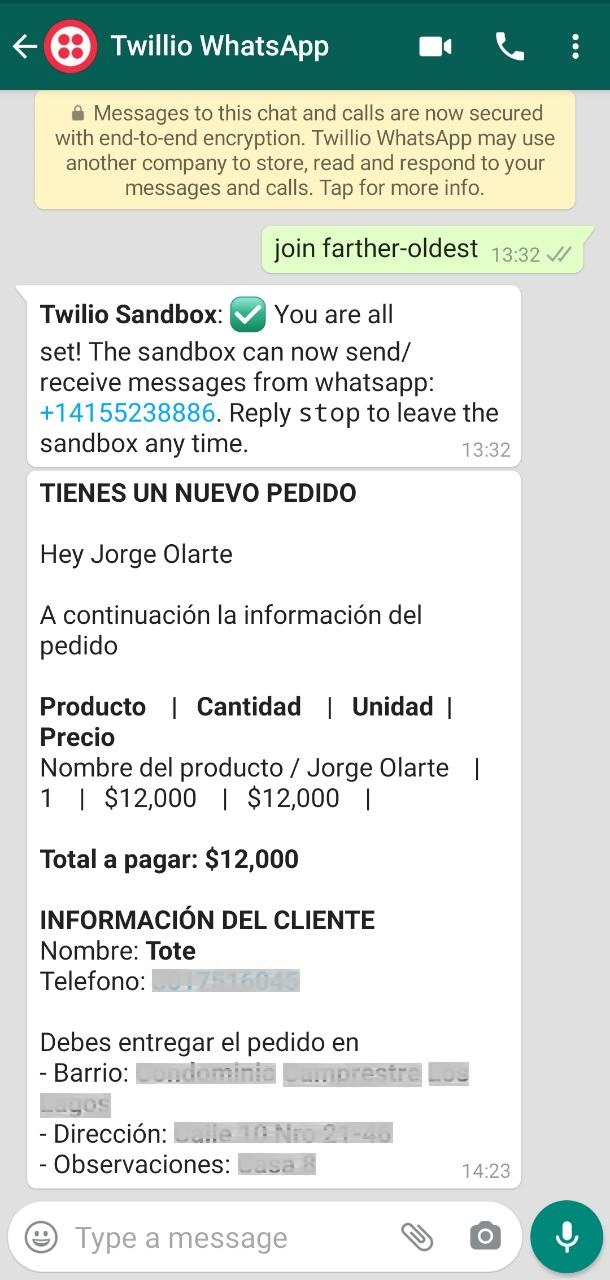 Twillio WhatsApp
Messages to this chat and calls are now secured
with end-to-end encryption. Twillio WhatsApp may use
another company to store, read and respond to your
messages and calls. Tap for more info.
join farther-oldest 13:32
Twilio Sandbox: ✅ You are all
set! The sandbox can now send/
receive messages from whatsapp:
+14155238886. Reply stop to leave the
sandbox any time. 13:32
TIENES UN NUEVO PEDIDO
Hey Jorge Olarte
A continuación la información del
pedido
Producto | Cantidad | Unidad |
Precio
Nombre del producto / Jorge Olarte |
1 | $12,000 | $12,000 |
Total a pagar: $12,000
INFORMACIÓN DEL CLIENTE
Nombre: Tote
Telefono:
Debes entregar el pedido en
- Barrio:
- Dirección:
- Observaciones: 14:23
Type a message